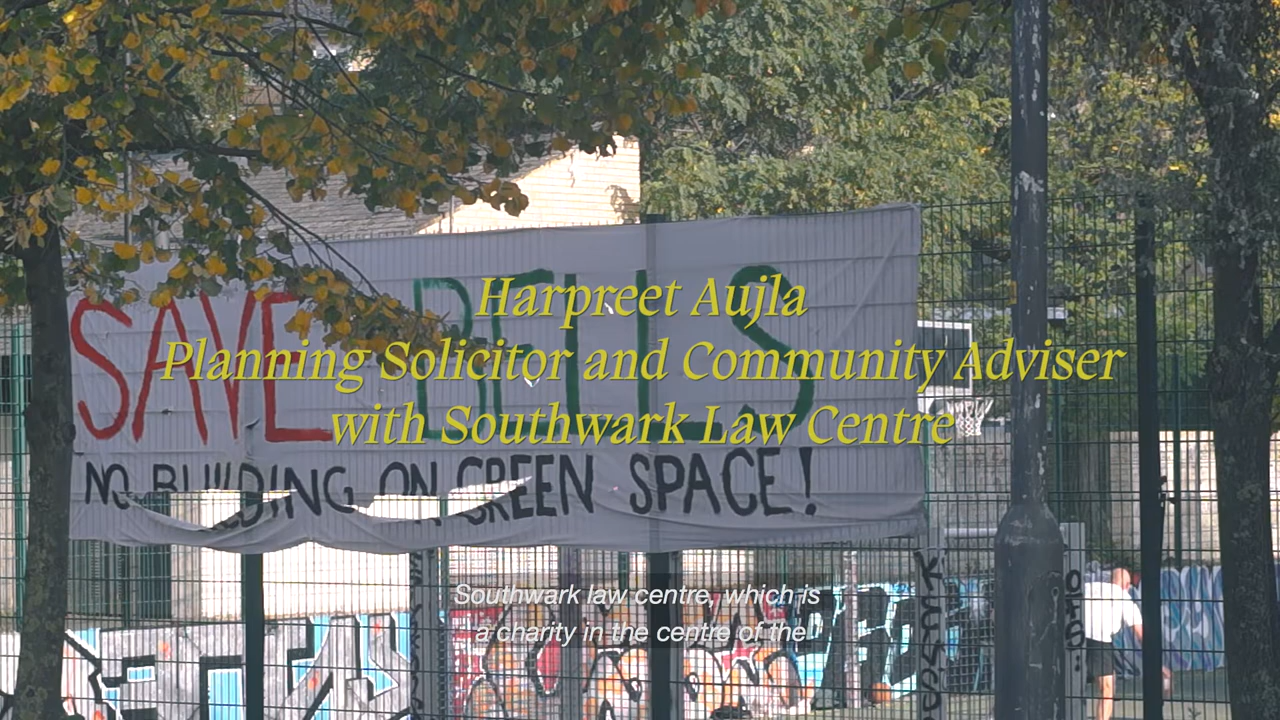 SAVE BELLS
Harpreet Aujla
Planning Solicitor and Community Adviser
with Southwark Law Centre
NO BUILDING ON GREEN SPACE!
Southwark law centre, which is
a charity in the centre of the